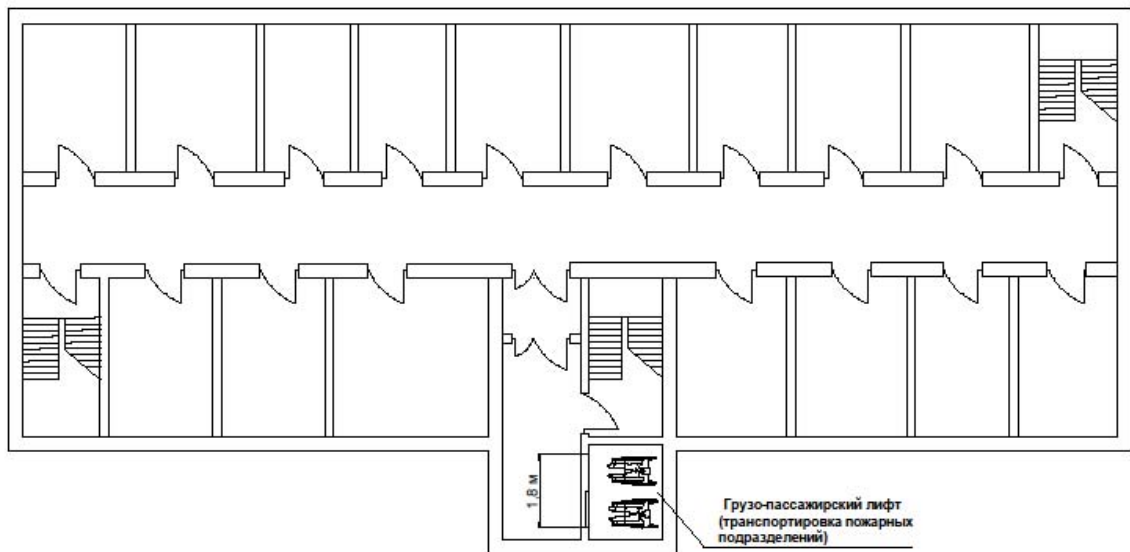 1,8 м
Грузо-пассажирский лифт
(транспортировка пожарных
подразделений)